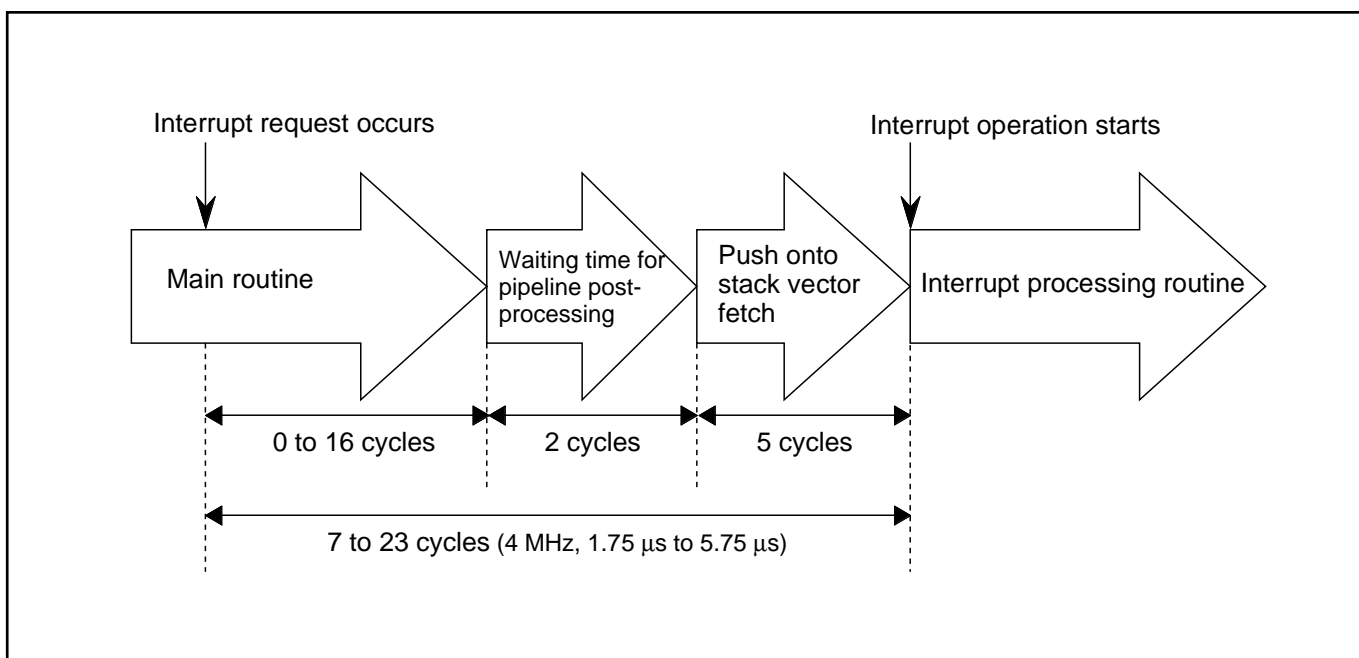 Interrupt request occurs
Interrupt operation starts
Main routine
Waiting time for
pipeline post-
processing
Push onto
stack vector
fetch
Interrupt processing routine
0 to 16 cycles
2 cycles
5 cycles
7 to 23 cycles (4 MHz, 1.75 μs to 5.75 μs)